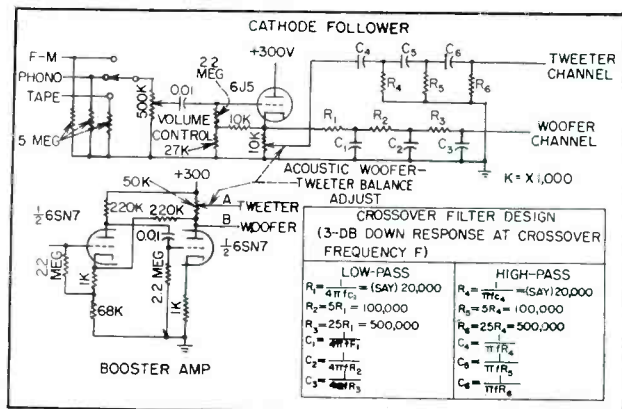 CATHODE FOLLOWER
F-M
PHONO
TAPE
5 MEG
500K
0.01
VOLUME
CONTROL
2.2
MEG
6J5
+300V
10K
27K
10K
C4
C5
C6
R4
R5
R6
TWEETER
CHANNEL
R1
R2
R3
C1
C2
C3
WOOFER
CHANNEL
ACOUSTIC WOOFER-
TWEETER BALANCE
ADJUST
K = X 1,000
+300
50K
A
TWEETER
B
WOOFER
½
6SN7
220K
220K
0.01
½6SN7
2.2
MEG
1K
68K
2.2 MEG
1K
BOOSTER AMP
CROSSOVER FILTER DESIGN
(3-DB DOWN RESPONSE AT CROSSOVER
FREQUENCY F)
LOW-PASS
R1 = 1/4πfC1 = (SAY) 20,000
R2 = 5R1 = 100,000
R3 = 25R1 = 500,000
C1 =
C2 = 1/4πfR2
C3 =
HIGH-PASS
R4 = 1/πfC4 = (SAY) 20,000
R5 = 5R4 = 100,000
R6 = 25R4 = 500,000
C4 = 1/πfR4
C5 = 1/πfR5
C6 = 1/πfR6